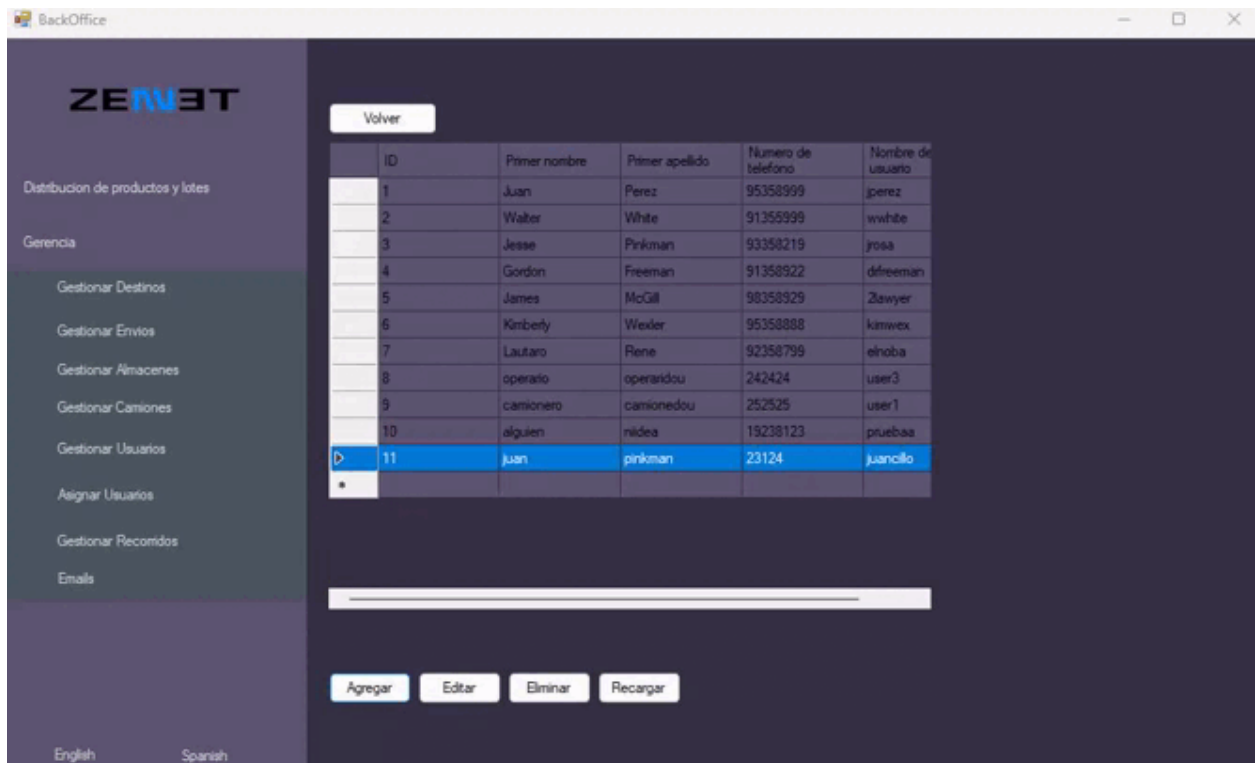 BackOffice
ZENNET
Distribucion de productos y lotes
Gerencia
Gestionar Destinos
Gestionar Envios
Gestionar Almacenes
Gestionar Camiones
Gestionar Usuarios
Asignar Usuarios
Gestionar Recorridos
Emails
English Spanish
Volver
ID Primer nombre Primer apellido Numero de telefono Nombre de usuario
1 Juan Perez 95358999 jperez
2 Walter White 91355999 wwhite
3 Jesse Pinkman 93358219 jrosa
4 Gordon Freeman 91358922 drfreeman
5 James McGill 98358929 2lawyer
6 Kimberly Wexler 95358888 kimwex
7 Lautaro Rene 92358799 elnoba
8 operario operaridou 242424 user3
9 camionero camionedou 252525 user1
10 alguien niidea 19238123 pruebaa
11 juan pinkman 23124 juancillo
Agregar Editar Eliminar Recargar